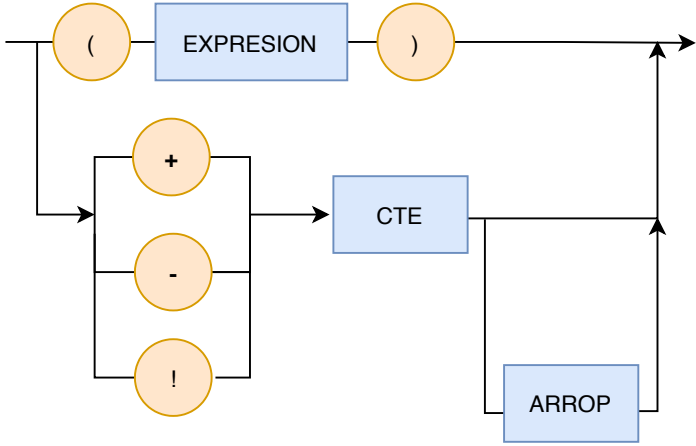 ( EXPRESION )
+
CTE
-
!
ARROP